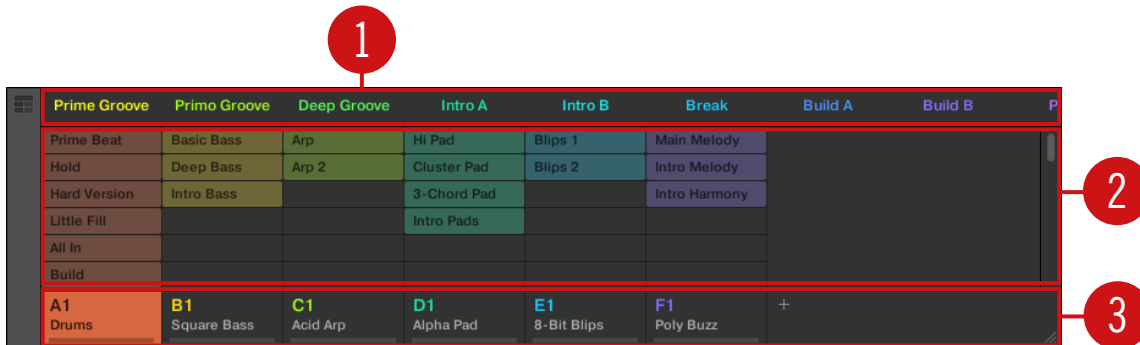 1
Prime Groove Primo Groove Deep Groove Intro A Intro B Break Build A Build B P
Prime Beat Basic Bass Arp Hi Pad Blips 1 Main Melody
Hold Deep Bass Arp 2 Cluster Pad Blips 2 Intro Melody
2
Hard Version Intro Bass 3-Chord Pad Intro Harmony
Little Fill Intro Pads
All In
Build
A1 B1 C1 D1 E1 F1 +
3
Drums Square Bass Acid Arp Alpha Pad 8-Bit Blips Poly Buzz